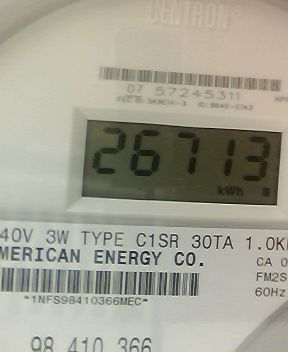 CENTRON®
07 57245311
26713
kWh
40V 3W TYPE C1SR 30TA 1.0K
MERICAN ENERGY CO.
CA 0
FM2S
60Hz
*1NFS98410366MEC*
98 410 366